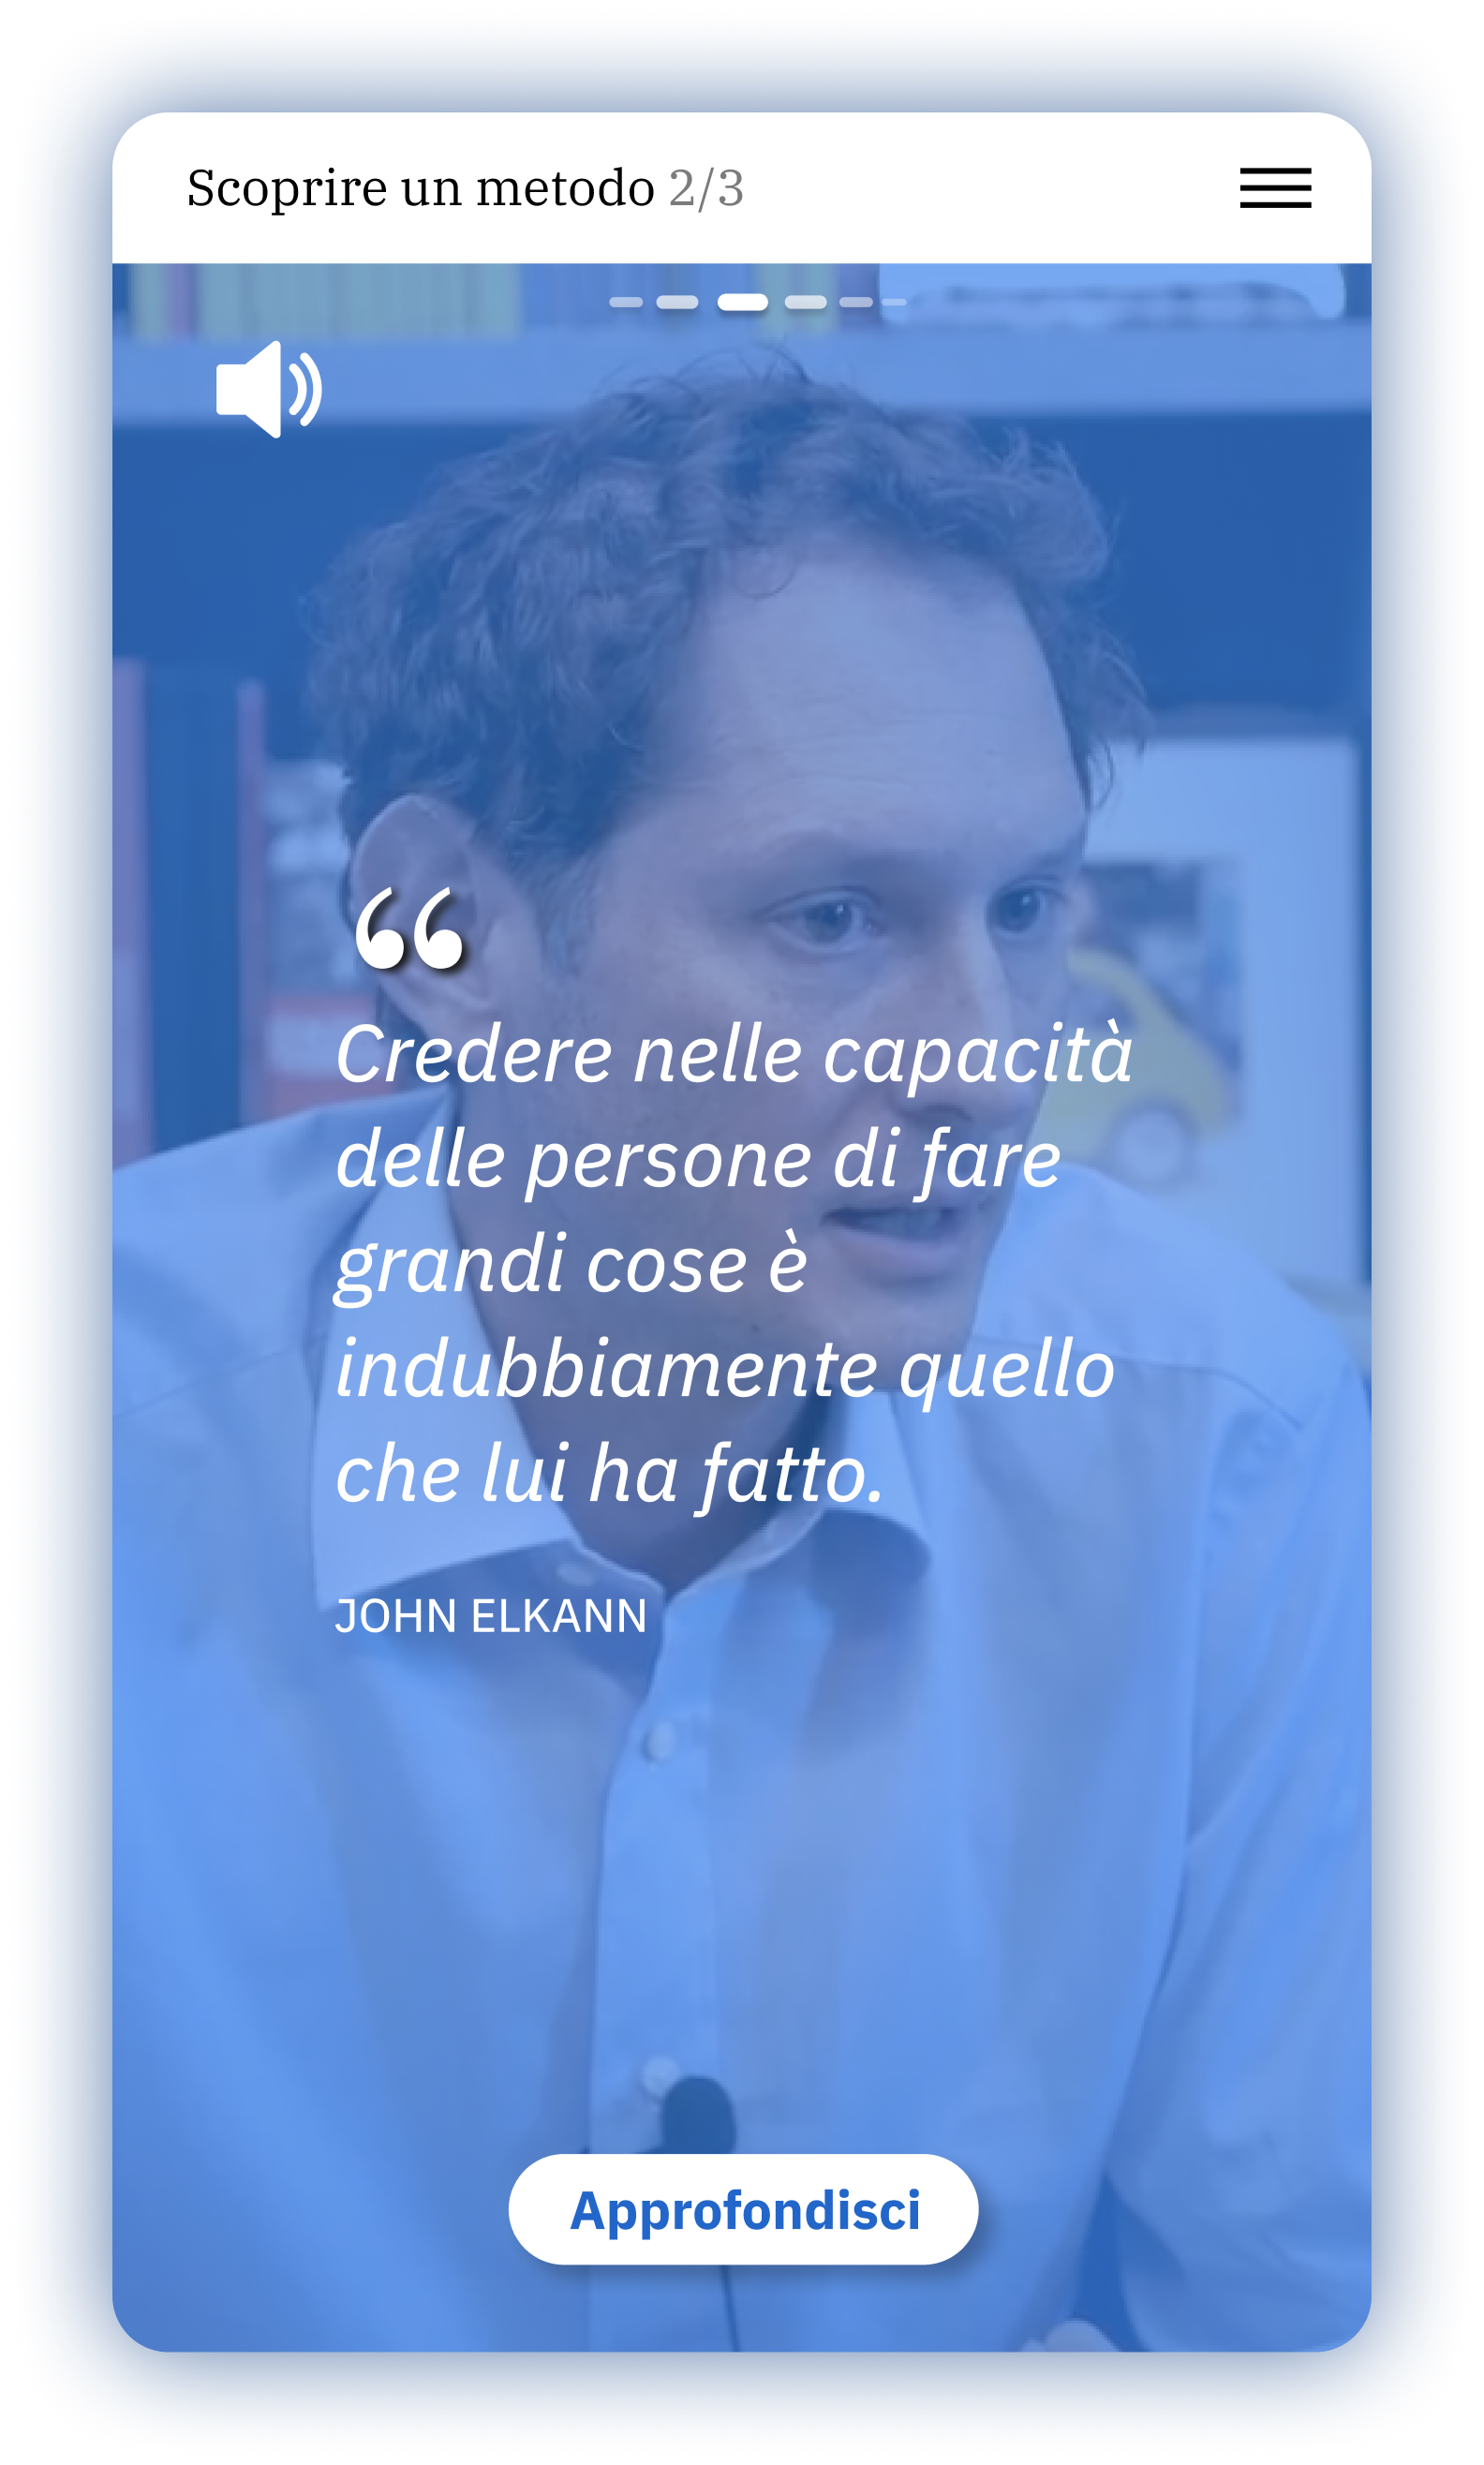 Scoprire un metodo 2/3
“
Credere nelle capacità
delle persone di fare
grandi cose è
indubbiamente quello
che lui ha fatto.
JOHN ELKANN
Approfondisci